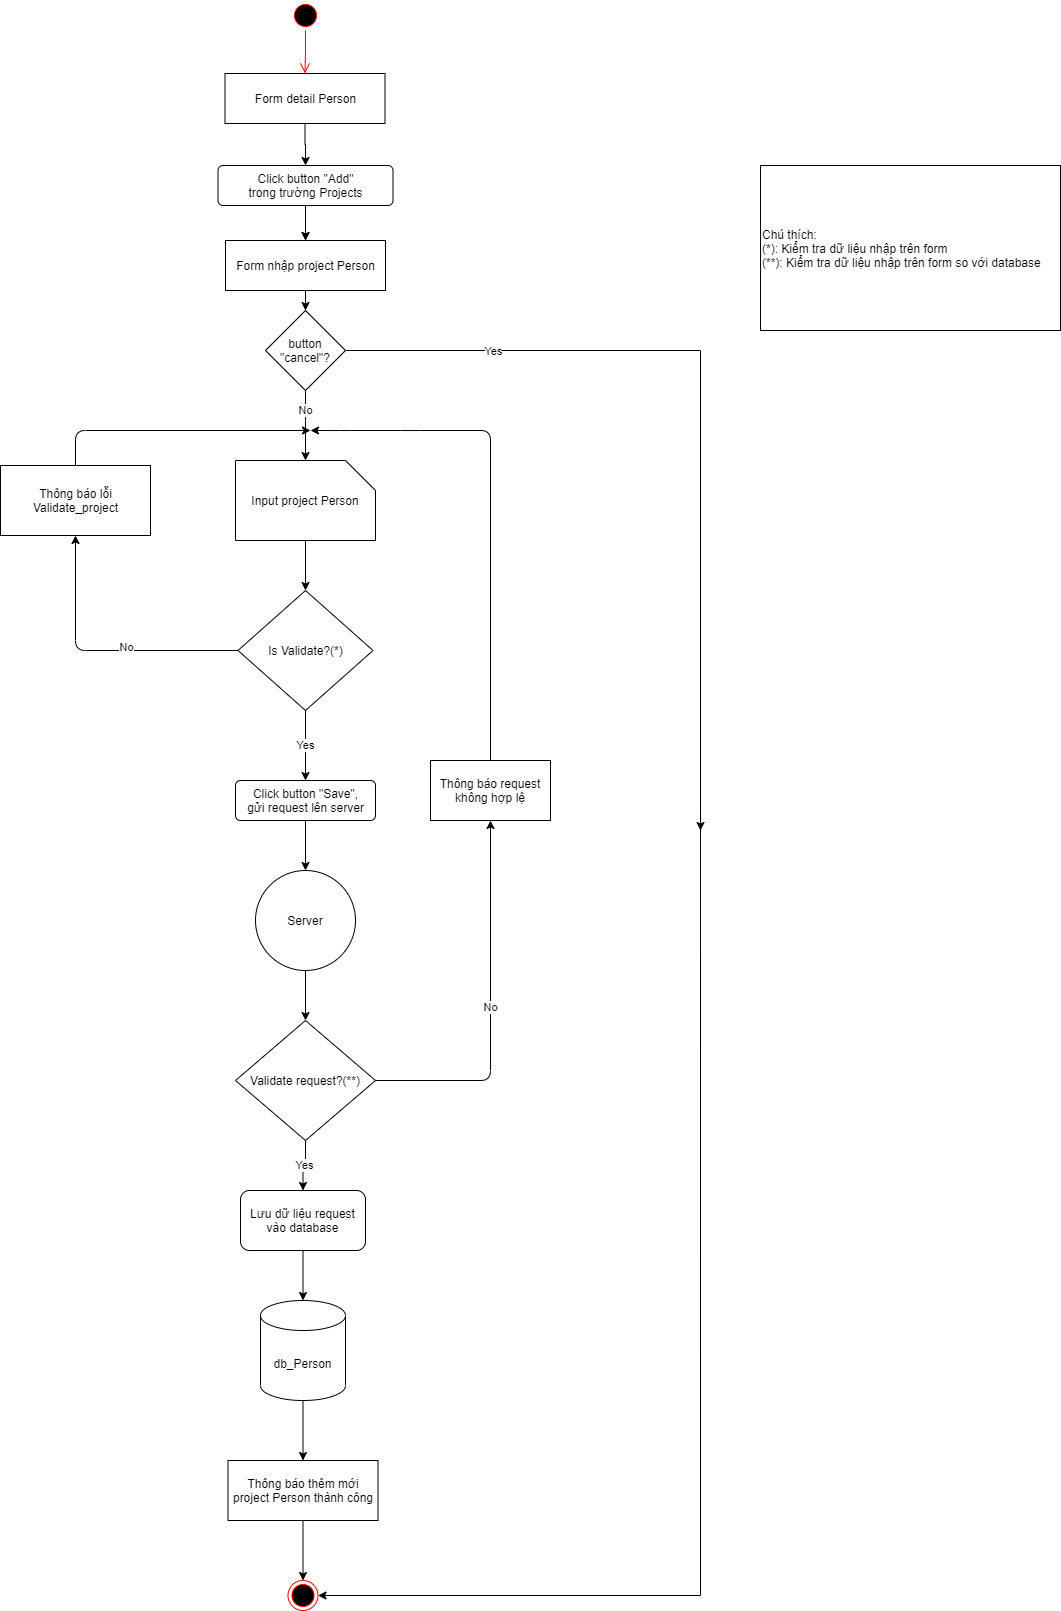 Form detail Person
Click button "Add"
trong trường Projects
Form nhập project Person
Chú thích:
(*): Kiểm tra dữ liệu nhập trên form
(**): Kiểm tra dữ liệu nhập trên form so với database
button
"cancel"?
Yes
No
Thông báo lỗi
Validate_project
Input project Person
No
Is Validate?(*)
Yes
Click button "Save",
gửi request lên server
Thông báo request
không hợp lệ
Server
No
Validate request?(**)
Yes
Lưu dữ liệu request
vào database
db_Person
Thông báo thêm mới
project Person thành công